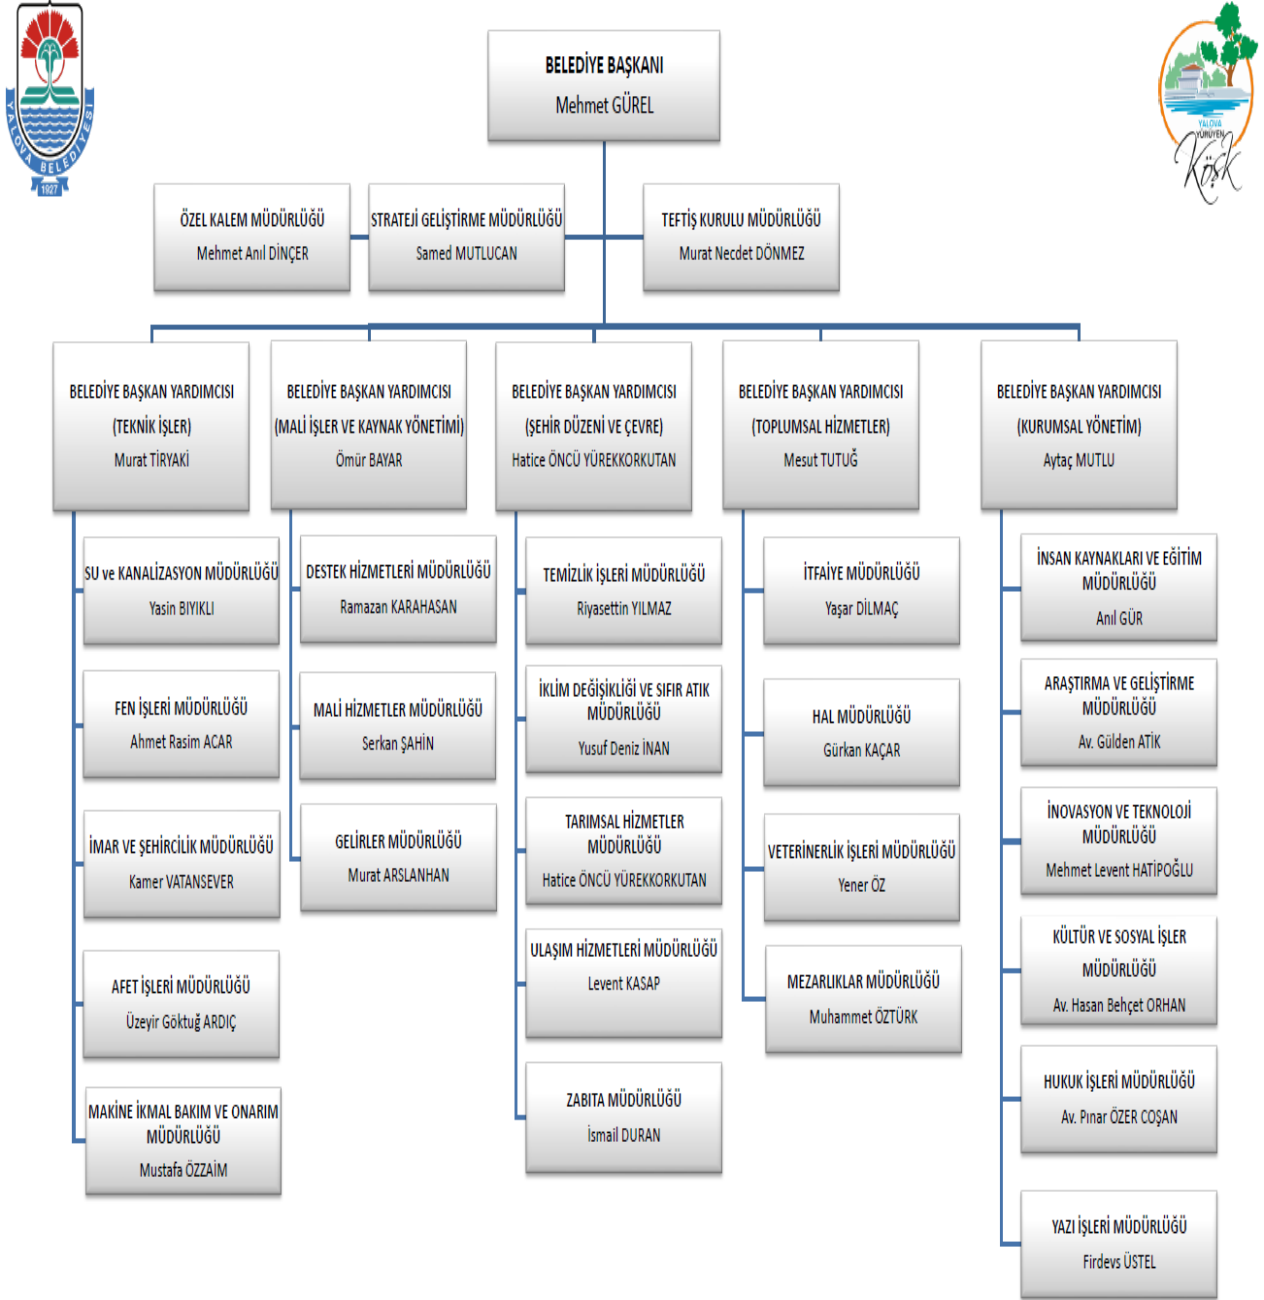 YALOVA BELEDİYESİ
1927
YALOVA
YÜRÜYEN
Köşk
BELEDİYE BAŞKANI
Mehmet GÜREL
ÖZEL KALEM MÜDÜRLÜĞÜ
Mehmet Anıl DİNÇER
STRATEJİ GELİŞTİRME MÜDÜRLÜĞÜ
Samed MUTLUCAN
TEFTİŞ KURULU MÜDÜRLÜĞÜ
Murat Necdet DÖNMEZ
BELEDİYE BAŞKAN YARDIMCISI
(TEKNİK İŞLER)
Murat TİRYAKİ
SU ve KANALİZASYON MÜDÜRLÜĞÜ
Yasin BIYIKLI
FEN İŞLERİ MÜDÜRLÜĞÜ
Ahmet Rasim ACAR
İMAR VE ŞEHİRCİLİK MÜDÜRLÜĞÜ
Kamer VATANSEVER
AFET İŞLERİ MÜDÜRLÜĞÜ
Üzeyir Göktuğ ARDIÇ
MAKİNE İKMAL BAKIM VE ONARIM
MÜDÜRLÜĞÜ
Mustafa ÖZZAİM
BELEDİYE BAŞKAN YARDIMCISI
(MALİ İŞLER VE KAYNAK YÖNETİMİ)
Ömür BAYAR
DESTEK HİZMETLERİ MÜDÜRLÜĞÜ
Ramazan KARAHASAN
MALİ HİZMETLER MÜDÜRLÜĞÜ
Serkan ŞAHİN
GELİRLER MÜDÜRLÜĞÜ
Murat ARSLANHAN
BELEDİYE BAŞKAN YARDIMCISI
(ŞEHİR DÜZENİ VE ÇEVRE)
Hatice ÖNCÜ YÜREKKORKUTAN
TEMİZLİK İŞLERİ MÜDÜRLÜĞÜ
Riyasettin YILMAZ
İKLİM DEĞİŞİKLİĞİ VE SIFIR ATIK
MÜDÜRLÜĞÜ
Yusuf Deniz İNAN
TARIMSAL HİZMETLER
MÜDÜRLÜĞÜ
Hatice ÖNCÜ YÜREKKORKUTAN
ULAŞIM HİZMETLERİ MÜDÜRLÜĞÜ
Levent KASAP
ZABITA MÜDÜRLÜĞÜ
İsmail DURAN
BELEDİYE BAŞKAN YARDIMCISI
(TOPLUMSAL HİZMETLER)
Mesut TUTUĞ
İTFAİYE MÜDÜRLÜĞÜ
Yaşar DİLMAÇ
HAL MÜDÜRLÜĞÜ
Gürkan KAÇAR
VETERİNERLİK İŞLERİ MÜDÜRLÜĞÜ
Yener ÖZ
MEZARLIKLAR MÜDÜRLÜĞÜ
Muhammet ÖZTÜRK
BELEDİYE BAŞKAN YARDIMCISI
(KURUMSAL YÖNETİM)
Aytaç MUTLU
İNSAN KAYNAKLARI VE EĞİTİM
MÜDÜRLÜĞÜ
Anıl GÜR
ARAŞTIRMA VE GELİŞTİRME
MÜDÜRLÜĞÜ
Av. Gülden ATİK
İNOVASYON VE TEKNOLOJİ
MÜDÜRLÜĞÜ
Mehmet Levent HATİPOĞLU
KÜLTÜR VE SOSYAL İŞLER
MÜDÜRLÜĞÜ
Av. Hasan Behçet ORHAN
HUKUK İŞLERİ MÜDÜRLÜĞÜ
Av. Pınar ÖZER COŞAN
YAZI İŞLERİ MÜDÜRLÜĞÜ
Firdevs ÜSTEL